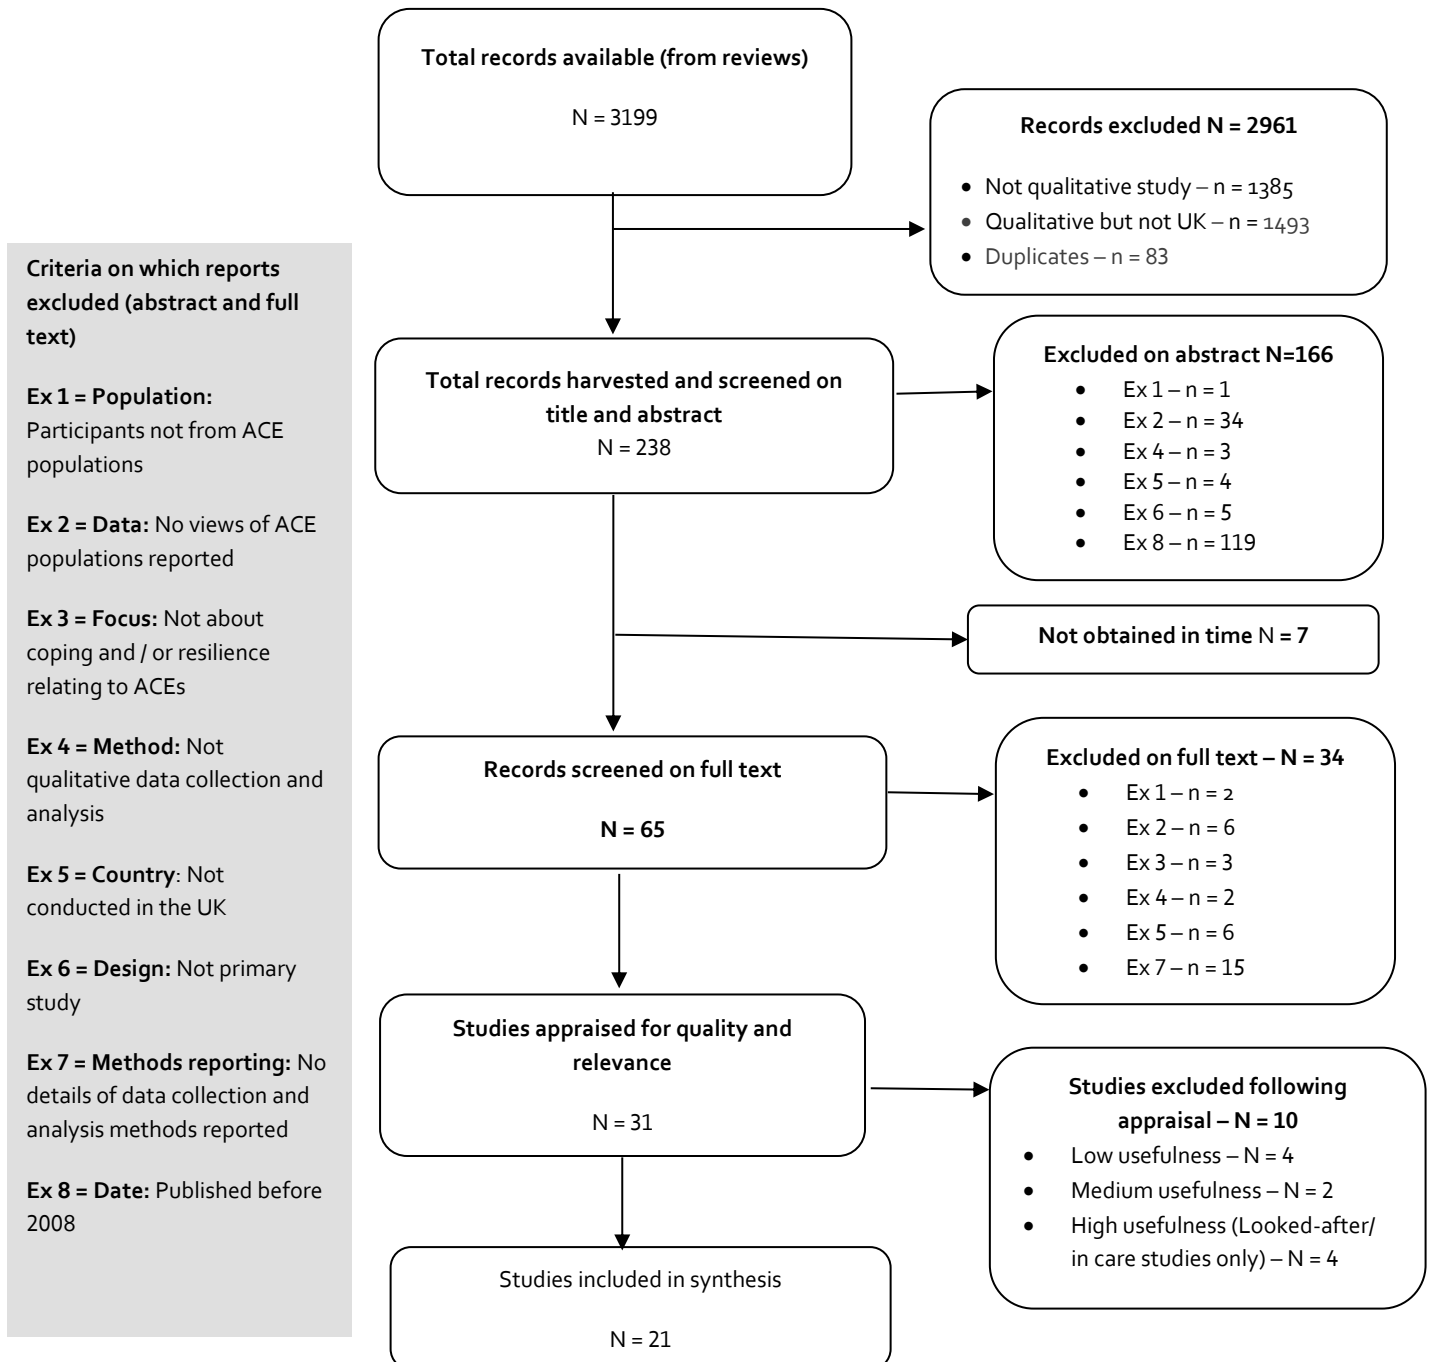 Total records available (from reviews)
N = 3199
Records excluded N = 2961
• Not qualitative study – n = 1385
• Qualitative but not UK – n = 1493
• Duplicates – n = 83
Criteria on which reports
excluded (abstract and full
text)
Ex 1 = Population:
Participants not from ACE
populations
Ex 2 = Data: No views of ACE
populations reported
Ex 3 = Focus: Not about
coping and / or resilience
relating to ACEs
Ex 4 = Method: Not
qualitative data collection and
analysis
Ex 5 = Country: Not
conducted in the UK
Ex 6 = Design: Not primary
study
Ex 7 = Methods reporting: No
details of data collection and
analysis methods reported
Ex 8 = Date: Published before
2008
Total records harvested and screened on
title and abstract
N = 238
Excluded on abstract N=166
• Ex 1 – n = 1
• Ex 2 – n = 34
• Ex 4 – n = 3
• Ex 5 – n = 4
• Ex 6 – n = 5
• Ex 8 – n = 119
Not obtained in time N = 7
Records screened on full text
N = 65
Excluded on full text – N = 34
• Ex 1 – n = 2
• Ex 2 – n = 6
• Ex 3 – n = 3
• Ex 4 – n = 2
• Ex 5 – n = 6
• Ex 7 – n = 15
Studies appraised for quality and
relevance
N = 31
Studies excluded following
appraisal – N = 10
• Low usefulness – N = 4
• Medium usefulness – N = 2
• High usefulness (Looked-after/
in care studies only) – N = 4
Studies included in synthesis
N = 21